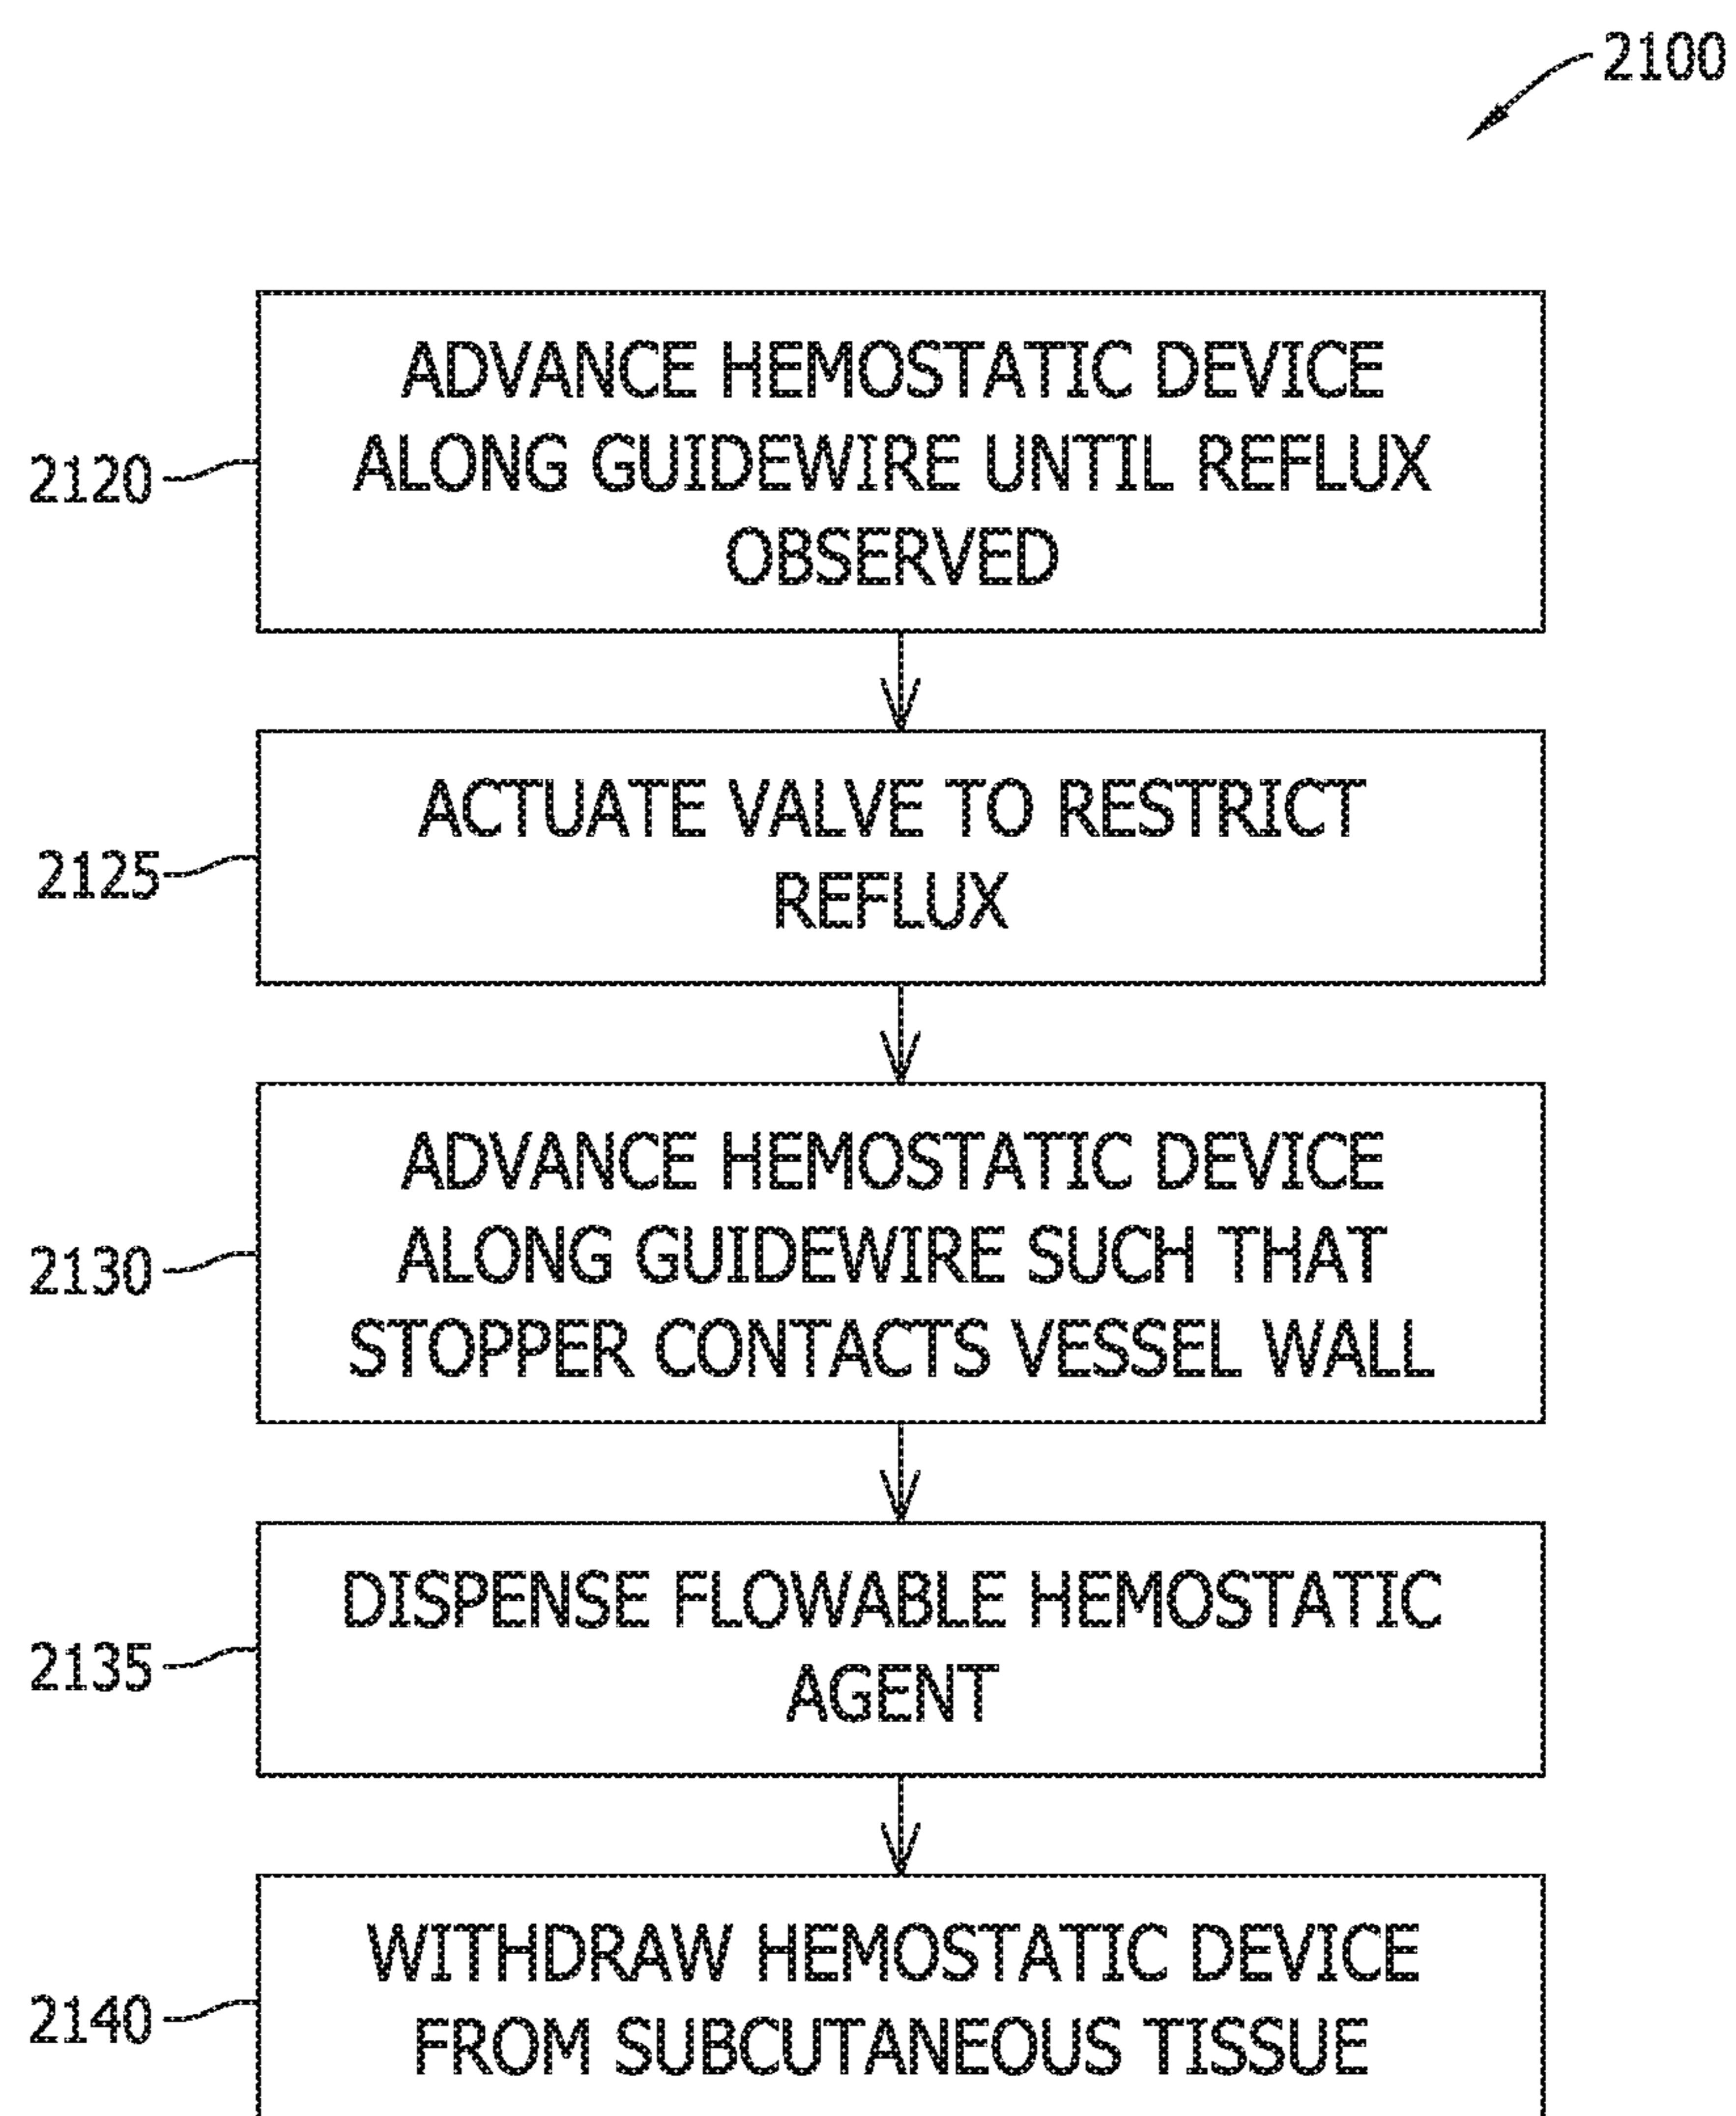 2100
ADVANCE HEMOSTATIC DEVICE
ALONG GUIDEWIRE UNTIL REFLUX
OBSERVED
2120
ACTUATE VALVE TO RESTRICT
REFLUX
2125
ADVANCE HEMOSTATIC DEVICE
ALONG GUIDEWIRE SUCH THAT
STOPPER CONTACTS VESSEL WALL
2130
DISPENSE FLOWABLE HEMOSTATIC
AGENT
2135
WITHDRAW HEMOSTATIC DEVICE
FROM SUBCUTANEOUS TISSUE
2140